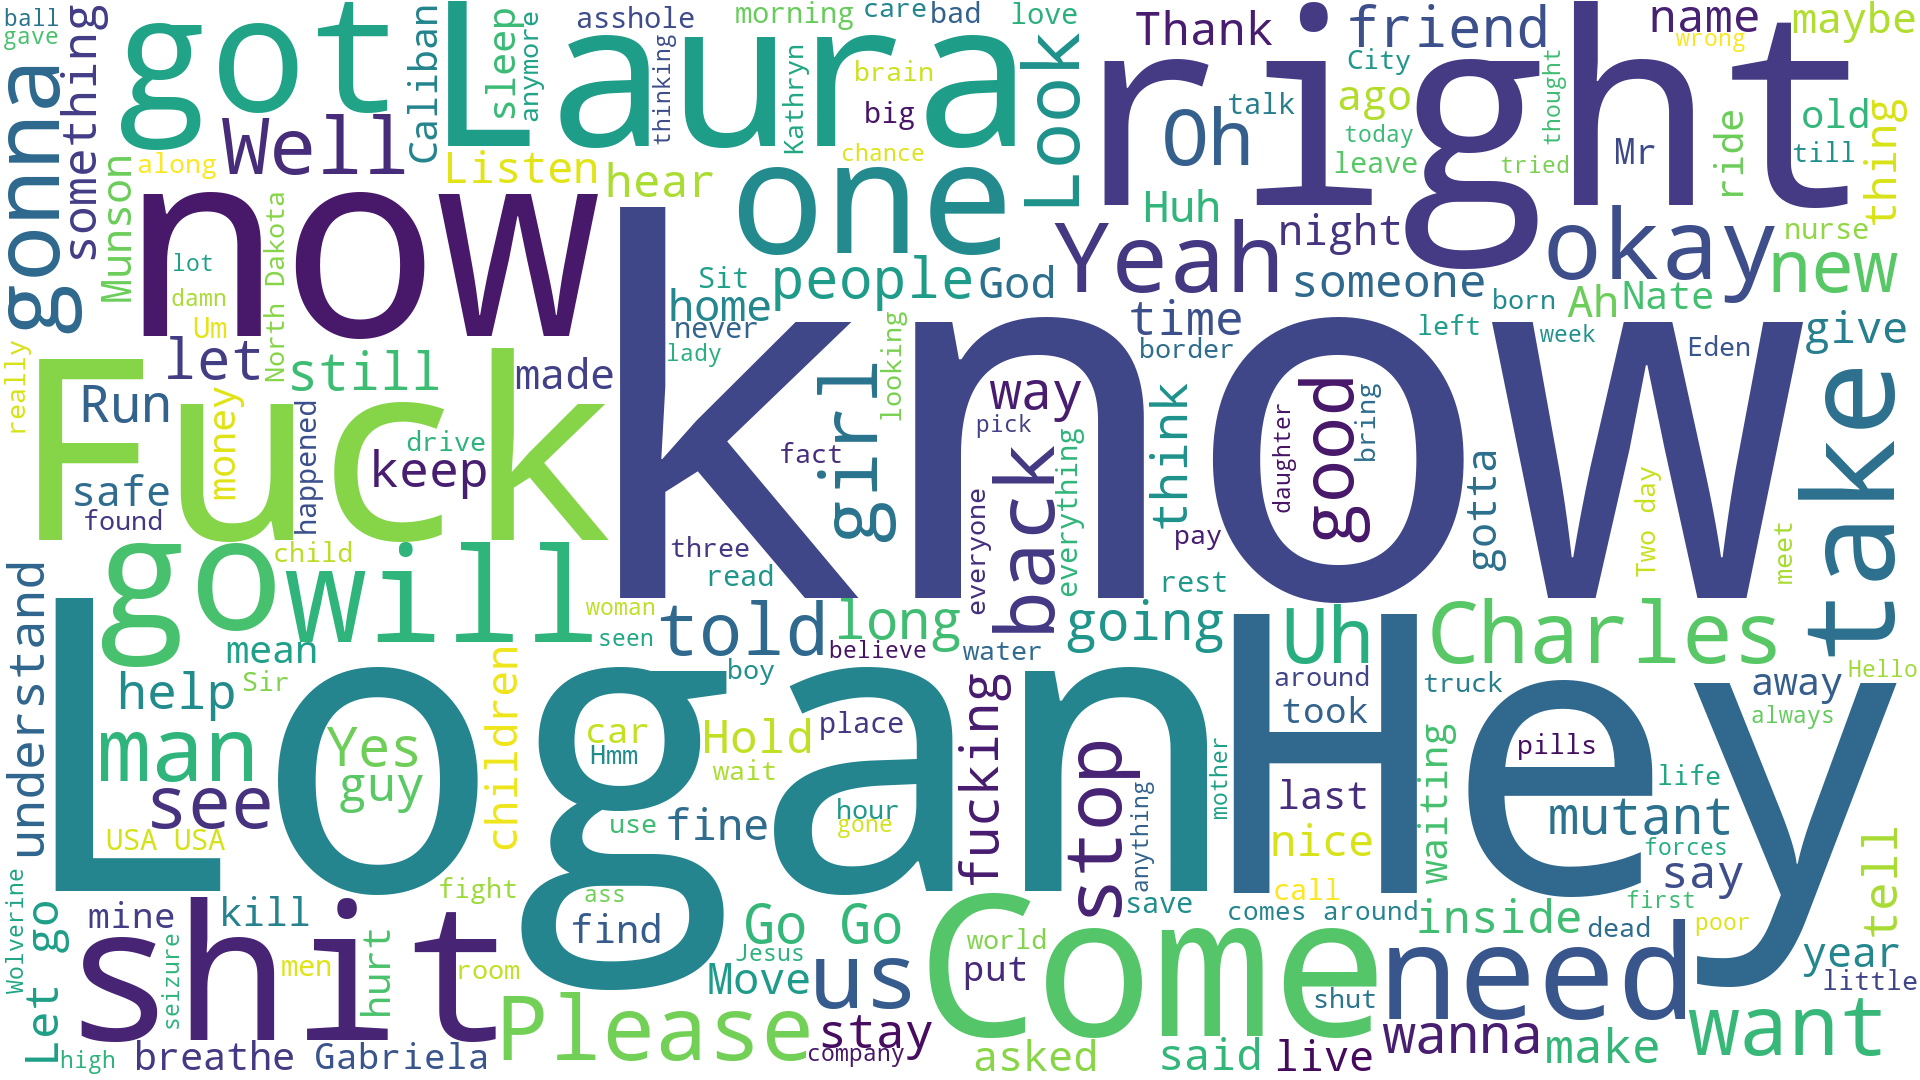 ball
gave
gonna
something
got
Caliban
Laura
sleep
anymore
asshole
thinking
morning
Kathryn
care
bad
love
brain
big
chance
Look
Thank
right
friend
City
name
wrong
maybe
ago
talk
Oh
today
leave
thought
tried
Mr
ride
old
till
thing
Well
along
Munson
Listen
hear
one
Huh
night
Yeah
okay
nurse
new
now
North Dakota
lot
damn
Um
let
know
Sit
home
people
God
never
lady
looking
time
border
someone
born
Ah
Nate
left
week
Eden
give
really
Run
still
made
Fuck
money
happened
drive
keep
safe
found
girl
way
pick
fact
back
everything
everyone
think
good
daughter
bring
gotta
Two day
meet
take
go
child
will
three
read
pay
rest
woman
seen
told
long
believe
going
water
Uh
Charles
understand
mean
Sir
help
boy
Logan
Hey
around
took
truck
away
always
Hello
man
Yes
guy
see
USA USA
children
car
Hmm
Hold
wait
place
hour
gone
use
fine
fucking
stop
anything
mother
last
nice
call
waiting
pills
life
mutant
forces
say
tell
Wolverine
Let go
mine
kill
fight
ass
find
Go Go
Jesus
Move
us
save
comes around
inside
first
dead
poor
year
little
shit
seizure
men
hurt
room
world
put
Come
shut
need
want
high
breathe
Gabriela
Please
stay
company
asked
said
live
wanna
make